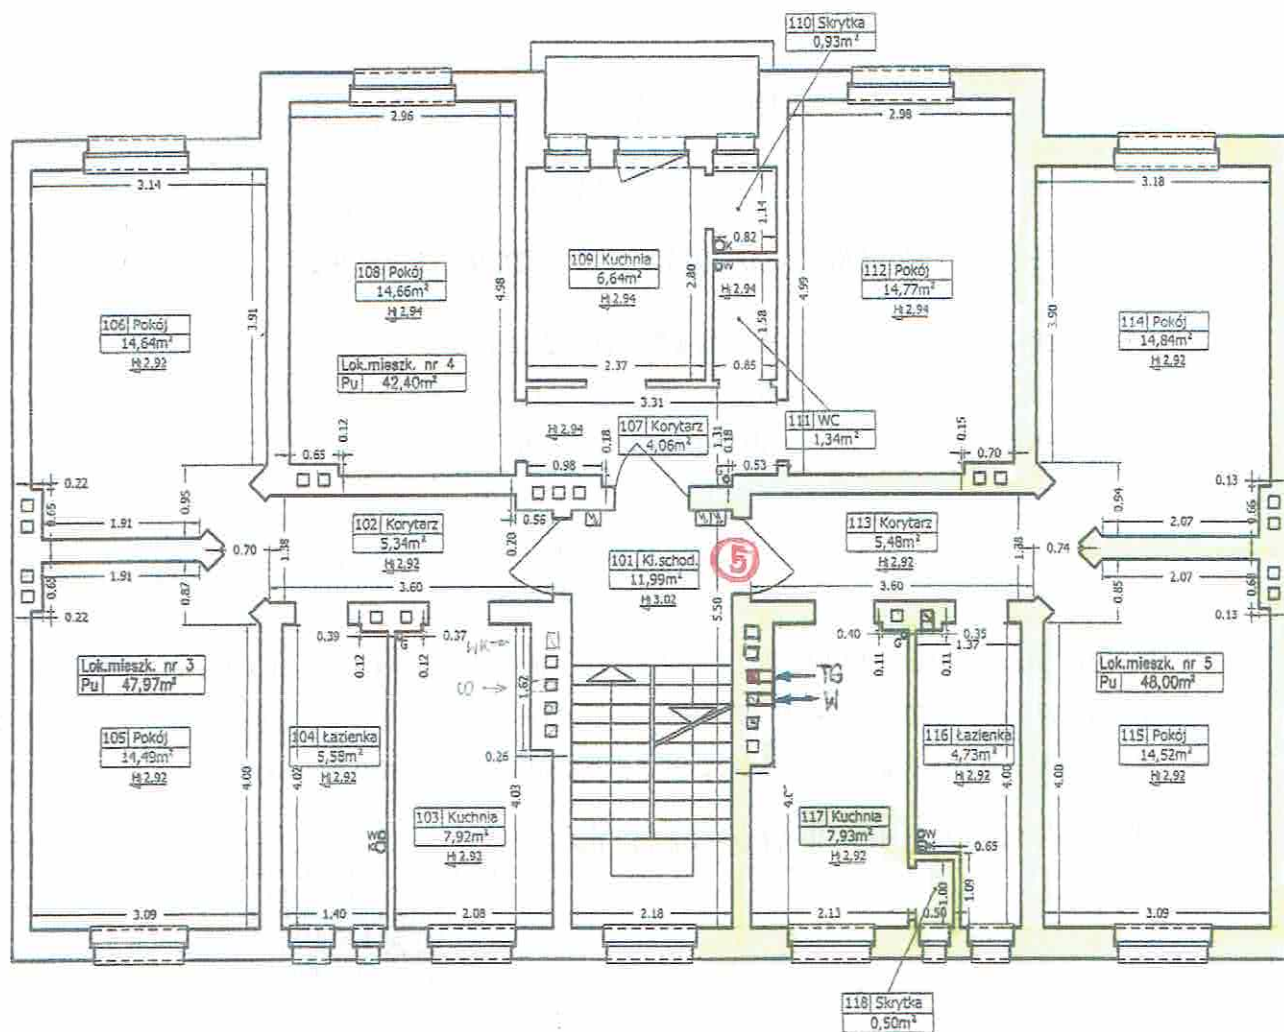 110 Skrytka
0,93m²
2.96
2.98
3.14
3.18
1.14
0.82
K
109 Kuchnia
6,64m²
H:2.94
2.80
W
H:2.94
1.58
108 Pokój
14,66m²
H:2.94
4.98
112 Pokój
14,77m²
H:2.94
4.99
106 Pokój
14,64m²
H:2.92
3.91
114 Pokój
14,84m²
H:2.92
3.90
Lok.mieszk. nr 4
Pu 42,40m²
2.37
0.85
3.31
107 Korytarz
4,06m²
H:2.94
111 WC
1,34m²
1.31
0.18
0.18
0.12
0.65
0.98
0.53
G
0.15
0.70
0.22
0.65
0.95
1.91
0.13
0.66
0.94
2.07
102 Korytarz
5,34m²
H:2.92
0.56
0.20
113 Korytarz
5,48m²
H:2.92
0.70
1.38
3.60
101 Kl.schod.
11,99m²
H:3.02
5
5.50
3.60
1.38
0.74
1.91
0.65
0.87
0.22
2.07
0.68
0.85
0.13
0.39
0.12
G
0.12
0.37
WK
1.62
S
0.26
0.40
0.11
G
0.11
0.35
1.37
Lok.mieszk. nr 3
Pu 47,97m²
Lok.mieszk. nr 5
Pu 48,00m²
105 Pokój
14,49m²
H:2.92
4.00
104 Łazienka
5,58m²
H:2.92
4.02
W
K
103 Kuchnia
7,92m²
H:2.92
4.03
117 Kuchnia
7,93m²
H:2.92
116 Łazienka
4,73m²
H:2.92
4.00
W
K
0.65
1.09
1.00
115 Pokój
14,52m²
H:2.92
4.00
3.09
1.40
2.08
2.18
2.13
0.50
3.09
118 Skrytka
0,50m²